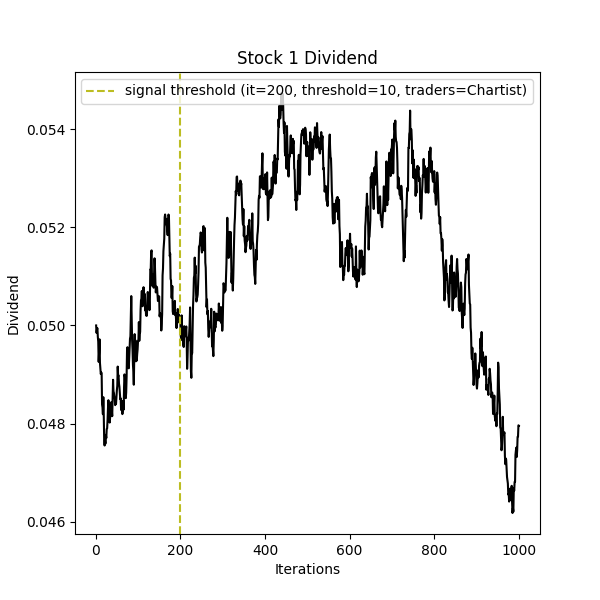 Stock 1 Dividend
signal threshold (it=200, threshold=10, traders=Chartist)
0.054
0.052
0.050
0.048
0.046
Dividend
0 200 400 600 800 1000
Iterations